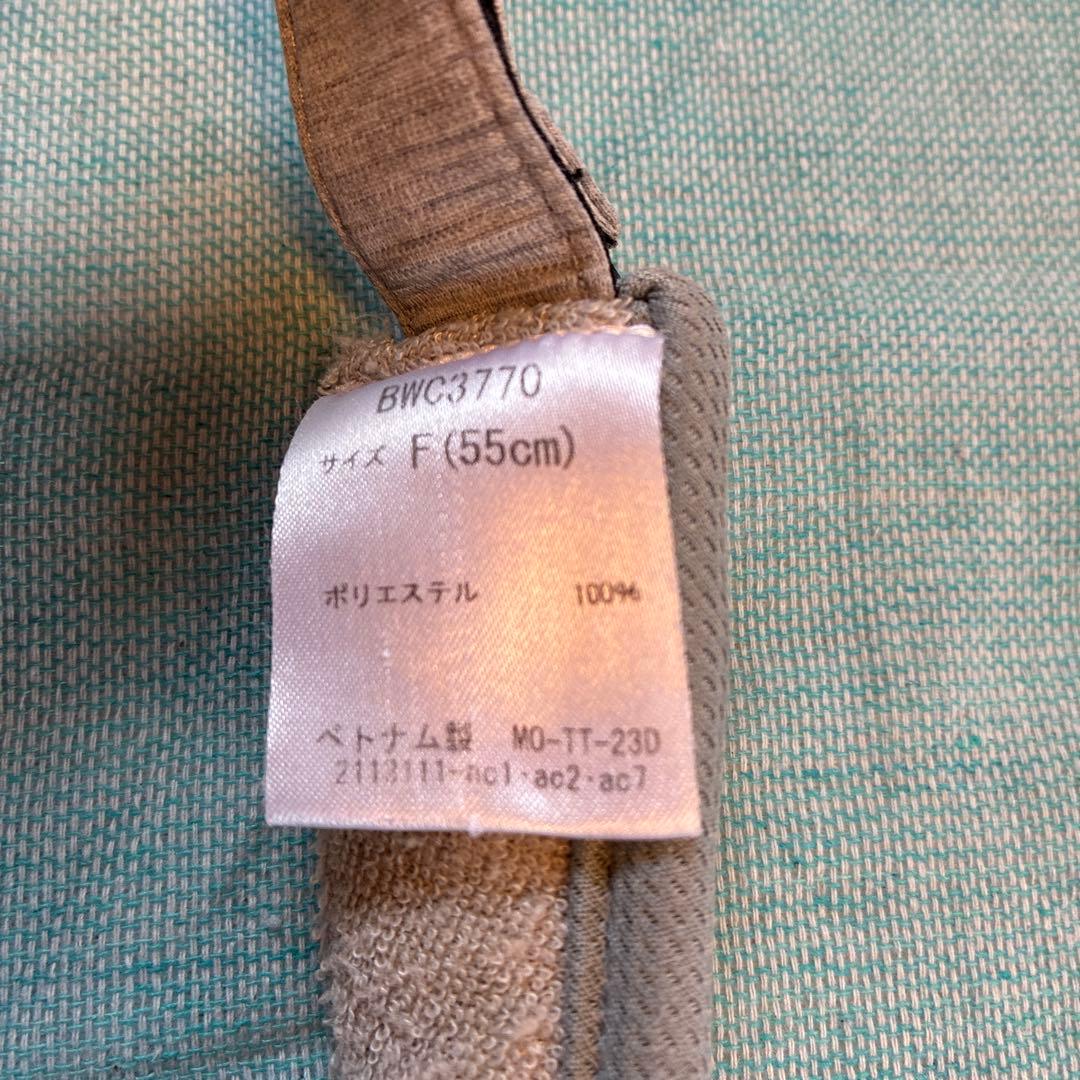 BWC3770
サイズ F(55cm)
ポリエステル 100%
ベトナム製 MO-TT-23D
2113111-nc1・ac2・ac7